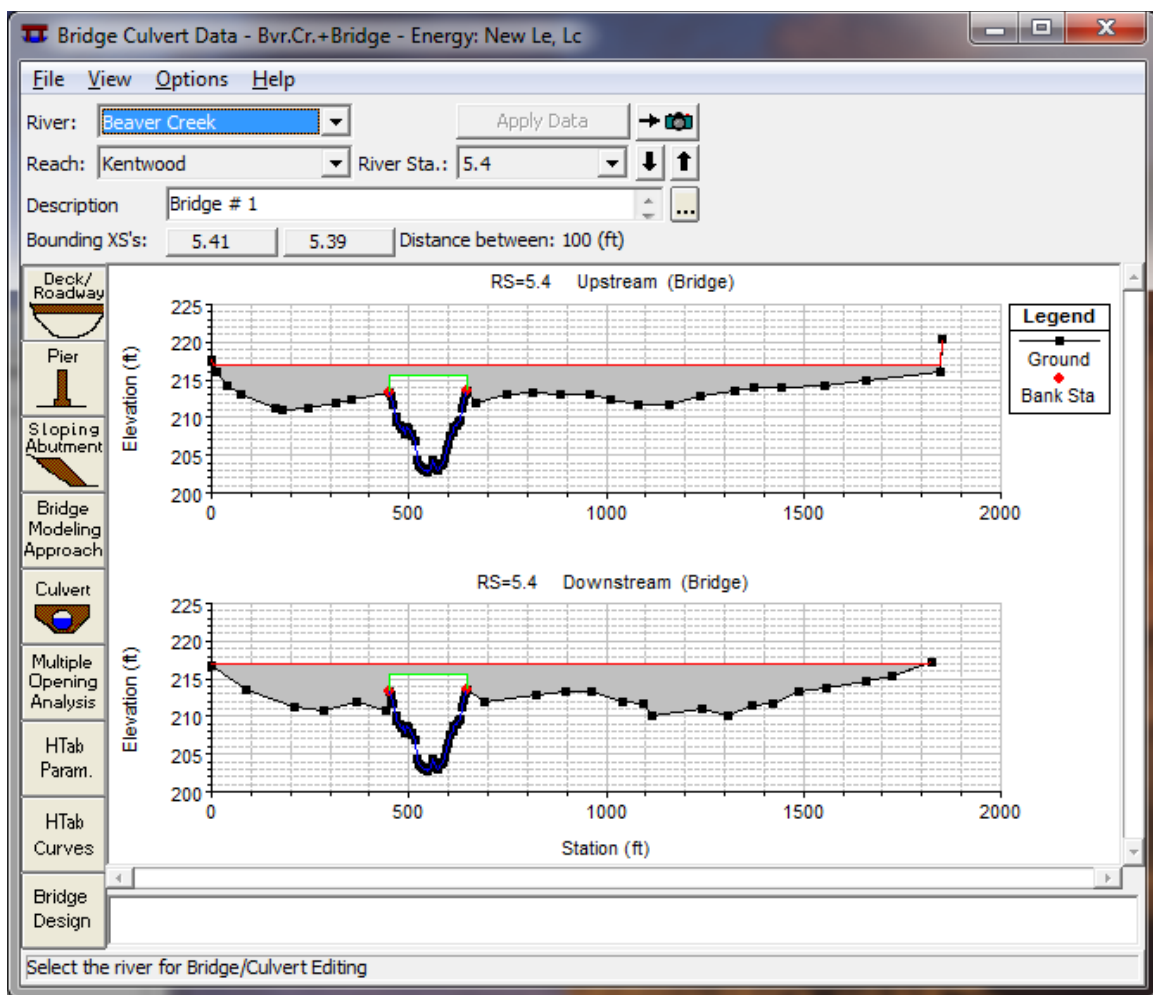 Bridge Culvert Data - Bvr.Cr.+Bridge - Energy: New Le, Lc
File View Options Help
River: Beaver Creek Apply Data
Reach: Kentwood River Sta.: 5.4
Description Bridge # 1 ...
Bounding XS's: 5.41 5.39 Distance between: 100 (ft)
Deck/
Roadway
Pier
Sloping
Abutment
Bridge
Modeling
Approach
Culvert
Multiple
Opening
Analysis
HTab
Param.
HTab
Curves
Bridge
Design
RS=5.4 Upstream (Bridge)
Elevation (ft)
225
220
215
210
205
200
0 500 1000 1500 2000
Legend
Ground
Bank Sta
RS=5.4 Downstream (Bridge)
Elevation (ft)
225
220
215
210
205
200
0 500 1000 1500 2000
Station (ft)
Select the river for Bridge/Culvert Editing